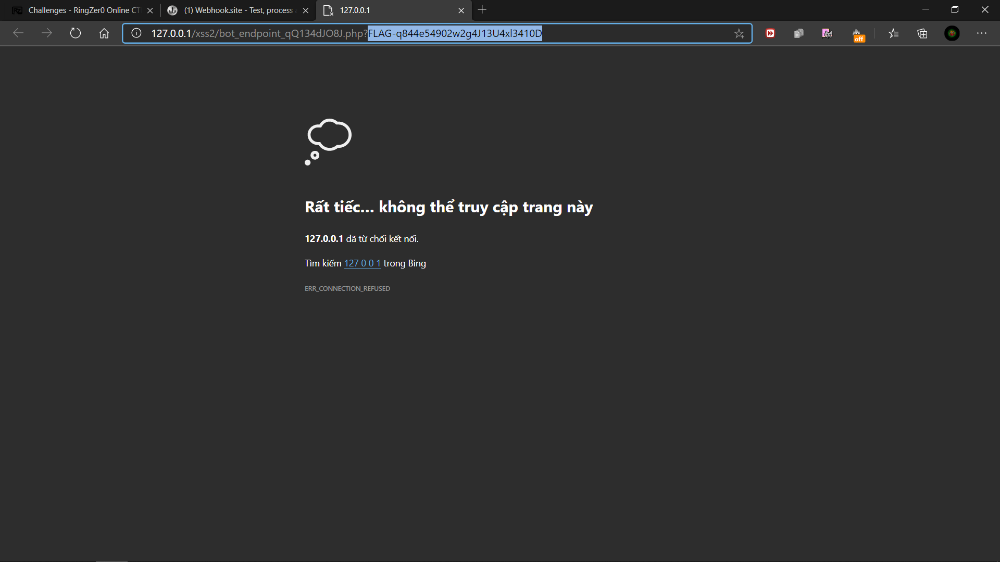 Challenges - RingZer0 Online CT
(1) Webhook.site - Test, process a
127.0.0.1
127.0.0.1/xss2/bot_endpoint_qQ134dJO8J.php?FLAG-q844e54902w2g4J13U4xl3410D
off
Rất tiếc... không thể truy cập trang này
127.0.0.1 đã từ chối kết nối.
Tìm kiếm 127 0 0 1 trong Bing
ERR_CONNECTION_REFUSED